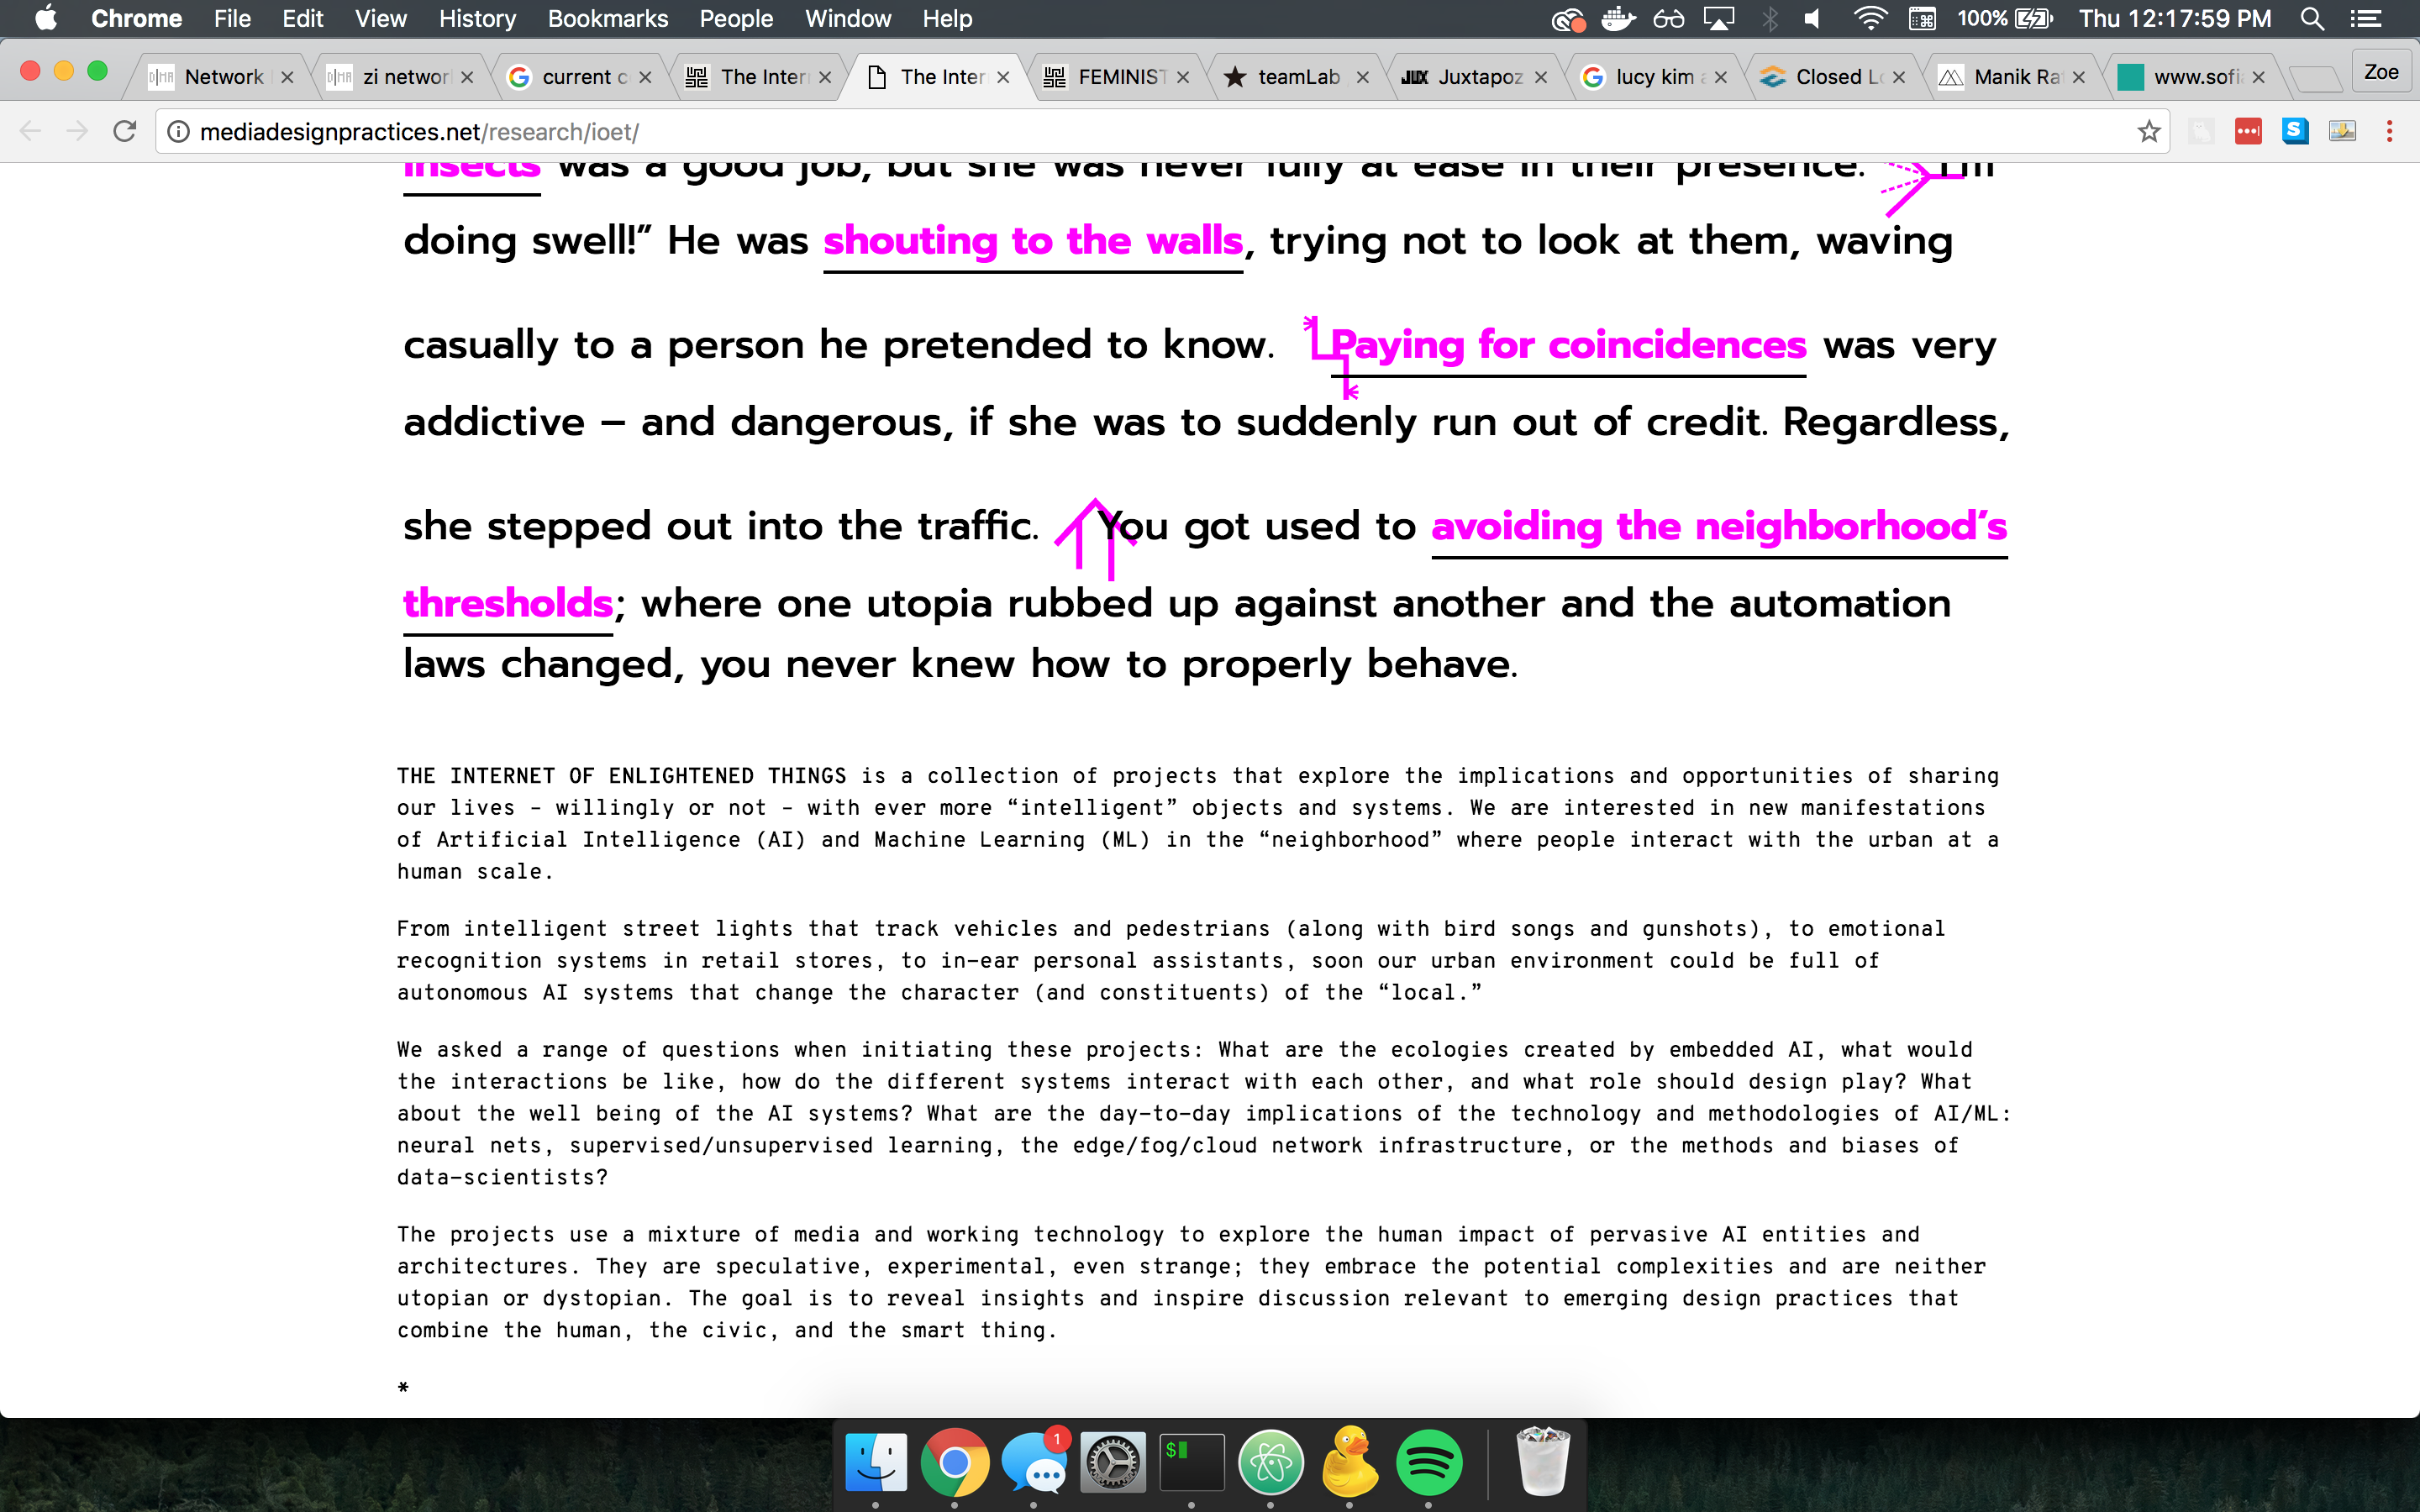 Chrome File Edit View History Bookmarks People Window Help 100% Thu 12:17:59 PM
Network zi networ current c The Inter The Inter FEMINIST teamLab JUX Juxtapoz lucy kim Closed L Manik Ra www.sofi Zoe
mediadesignpractices.net/research/ioet/
insects was a good job, but she was never fully at ease in their presence. "I'm
doing swell!” He was shouting to the walls, trying not to look at them, waving
casually to a person he pretended to know. Paying for coincidences was very
addictive – and dangerous, if she was to suddenly run out of credit. Regardless,
she stepped out into the traffic. You got used to avoiding the neighborhood’s
thresholds; where one utopia rubbed up against another and the automation
laws changed, you never knew how to properly behave.
THE INTERNET OF ENLIGHTENED THINGS is a collection of projects that explore the implications and opportunities of sharing
our lives – willingly or not – with ever more “intelligent” objects and systems. We are interested in new manifestations
of Artificial Intelligence (AI) and Machine Learning (ML) in the “neighborhood” where people interact with the urban at a
human scale.
From intelligent street lights that track vehicles and pedestrians (along with bird songs and gunshots), to emotional
recognition systems in retail stores, to in-ear personal assistants, soon our urban environment could be full of
autonomous AI systems that change the character (and constituents) of the “local.”
We asked a range of questions when initiating these projects: What are the ecologies created by embedded AI, what would
the interactions be like, how do the different systems interact with each other, and what role should design play? What
about the well being of the AI systems? What are the day-to-day implications of the technology and methodologies of AI/ML:
neural nets, supervised/unsupervised learning, the edge/fog/cloud network infrastructure, or the methods and biases of
data-scientists?
The projects use a mixture of media and working technology to explore the human impact of pervasive AI entities and
architectures. They are speculative, experimental, even strange; they embrace the potential complexities and are neither
utopian or dystopian. The goal is to reveal insights and inspire discussion relevant to emerging design practices that
combine the human, the civic, and the smart thing.
*
1
$